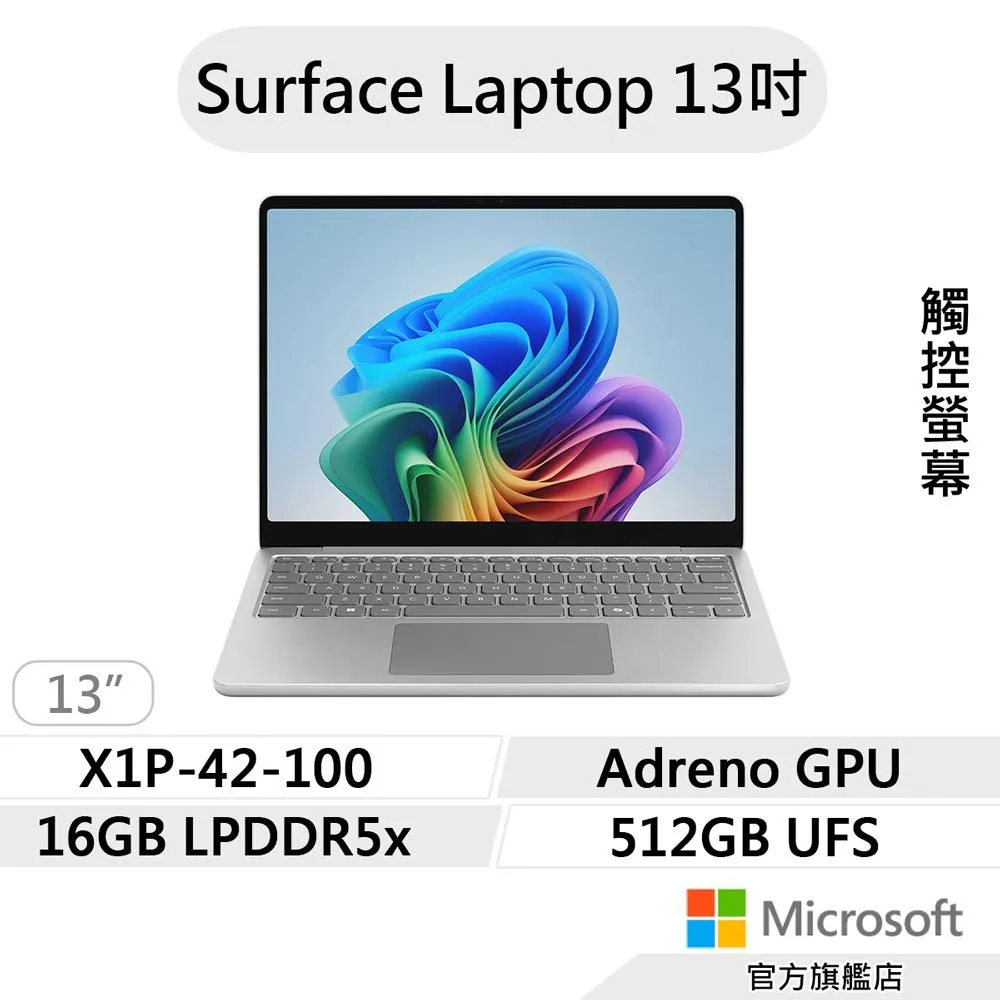 Surface Laptop 13吋
觸控螢幕
13”
X1P-42-100
Adreno GPU
16GB LPDDR5x
512GB UFS
Microsoft
官方旗艦店